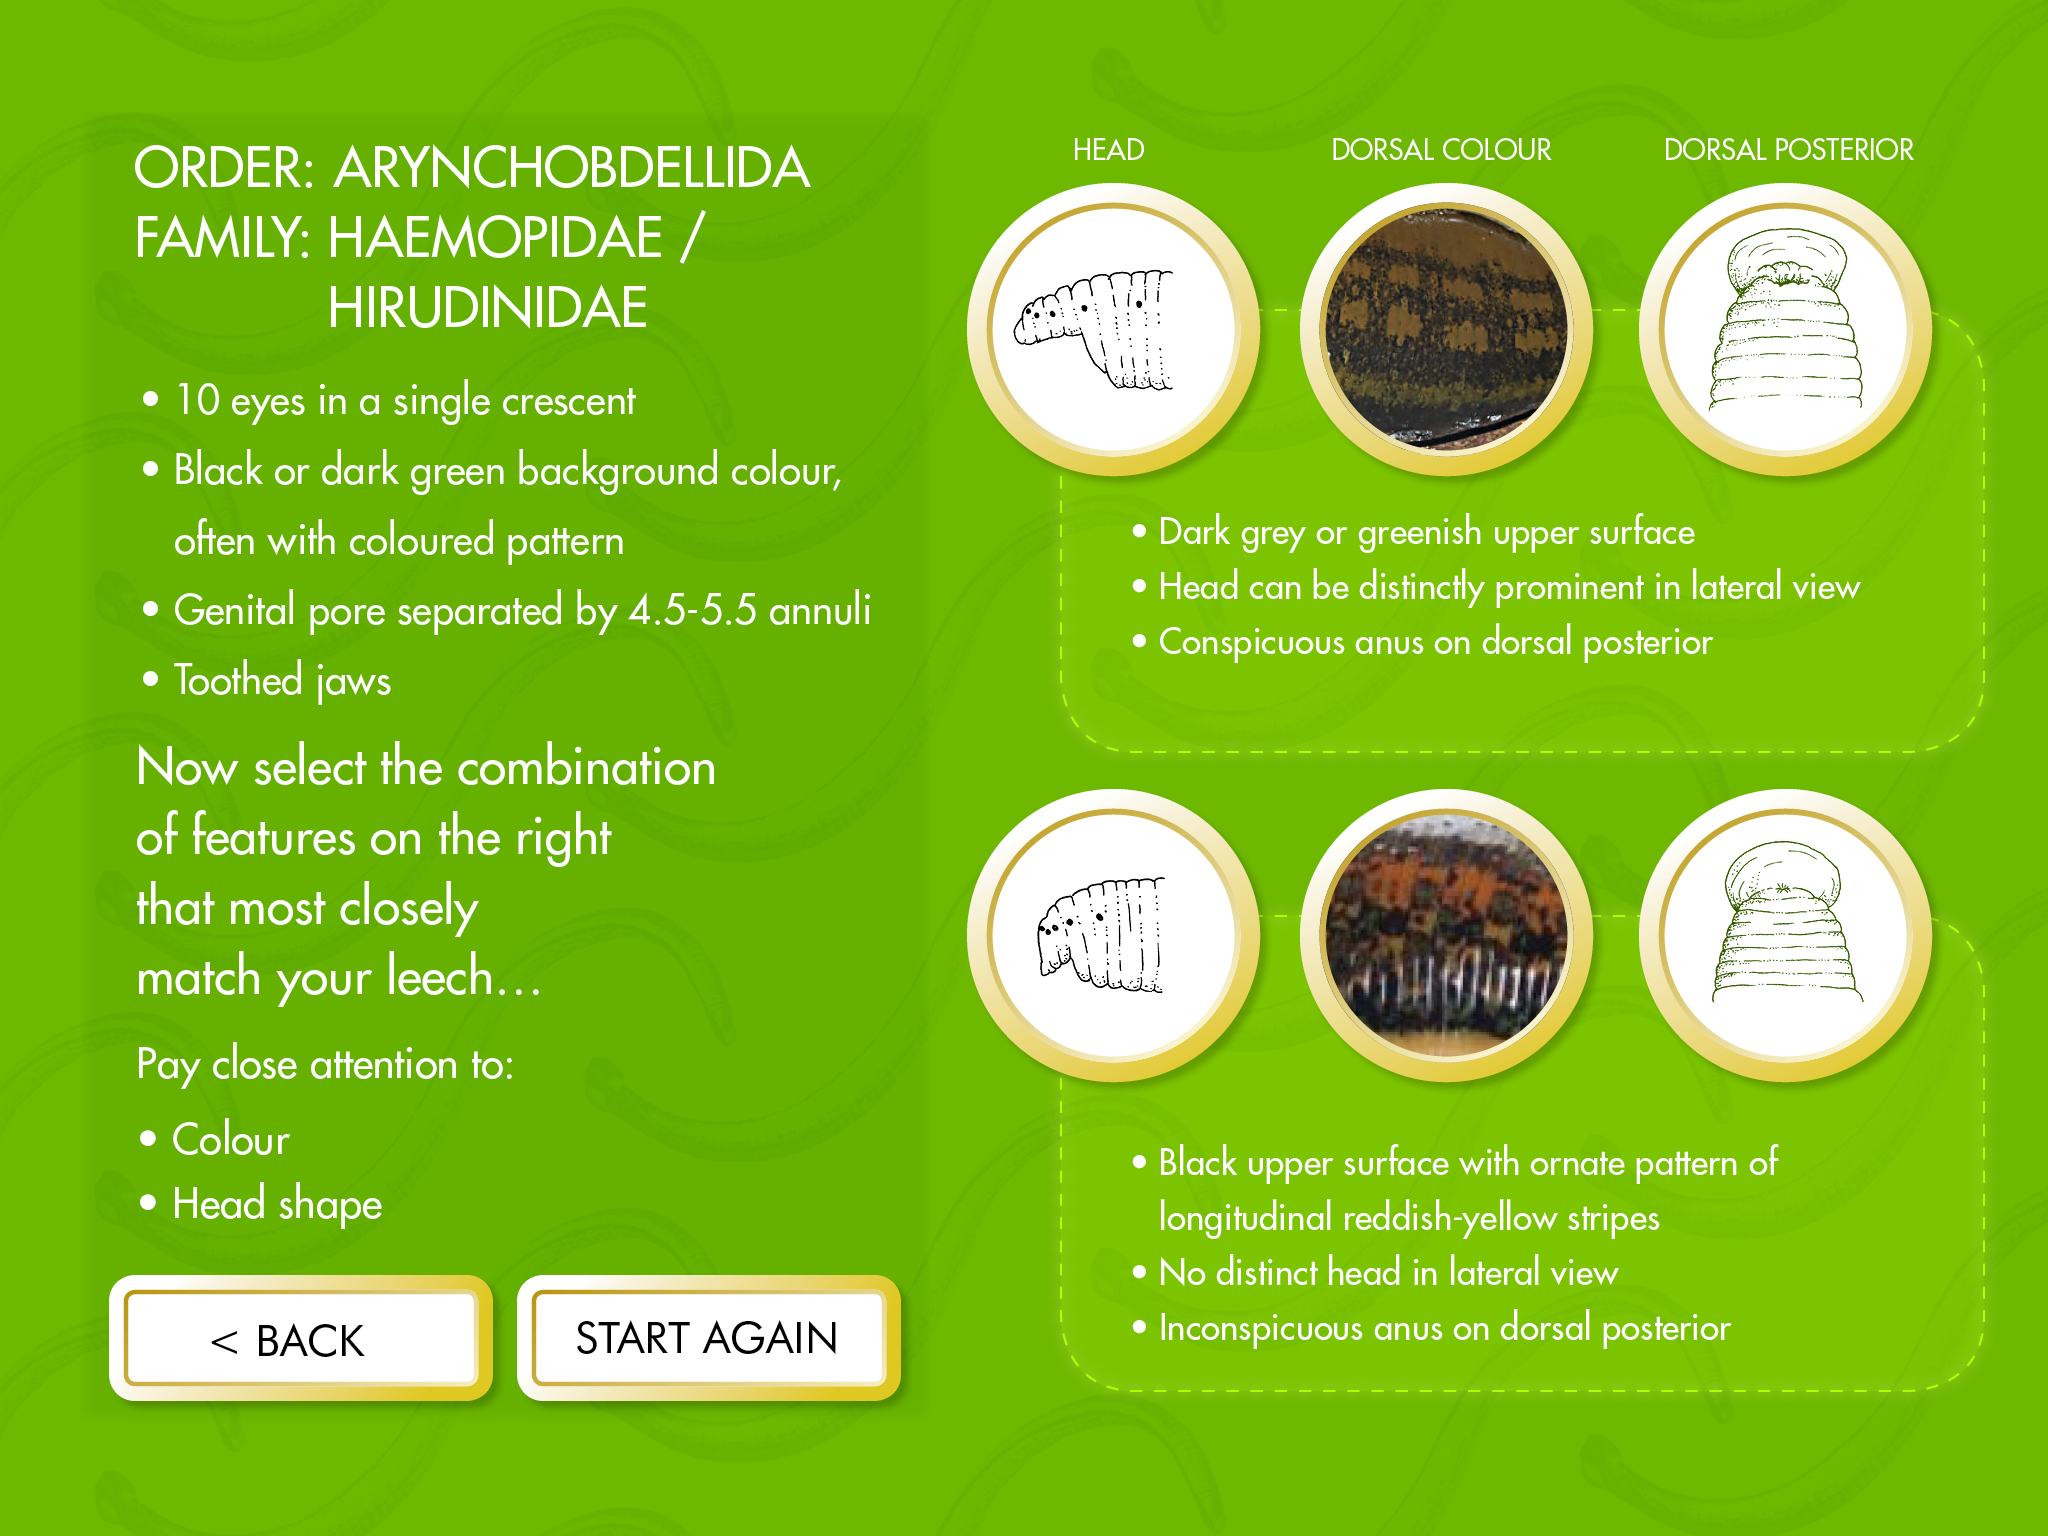 ORDER: ARYNCHOBDELLIDA
FAMILY: HAEMOPIDAE /
HIRUDINIDAE
• 10 eyes in a single crescent
• Black or dark green background colour,
often with coloured pattern
• Genital pore separated by 4.5-5.5 annuli
• Toothed jaws
Now select the combination
of features on the right
that most closely
match your leech…
Pay close attention to:
• Colour
• Head shape
< BACK
START AGAIN
HEAD
DORSAL COLOUR
DORSAL POSTERIOR
• Dark grey or greenish upper surface
• Head can be distinctly prominent in lateral view
• Conspicuous anus on dorsal posterior
• Black upper surface with ornate pattern of
longitudinal reddish-yellow stripes
• No distinct head in lateral view
• Inconspicuous anus on dorsal posterior